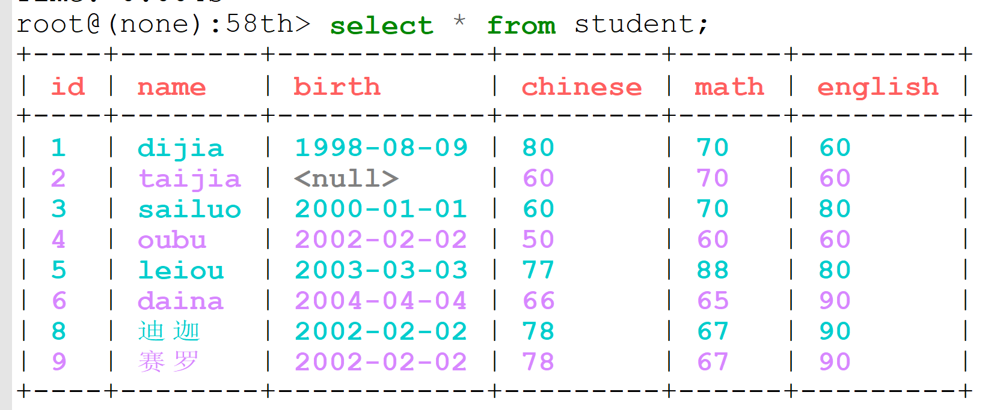 root@(none):58th> select * from student;
+----+--------+------------+---------+------+---------+
| id | name   | birth      | chinese | math | english |
+----+--------+------------+---------+------+---------+
| 1  | dijia  | 1998-08-09 | 80      | 70   | 60      |
| 2  | taijia | <null>     | 60      | 70   | 60      |
| 3  | sailuo | 2000-01-01 | 60      | 70   | 80      |
| 4  | oubu   | 2002-02-02 | 50      | 60   | 60      |
| 5  | leiou  | 2003-03-03 | 77      | 88   | 80      |
| 6  | daina  | 2004-04-04 | 66      | 65   | 90      |
| 8  | 迪迦   | 2002-02-02 | 78      | 67   | 90      |
| 9  | 赛罗   | 2002-02-02 | 78      | 67   | 90      |
+----+--------+------------+---------+------+---------+